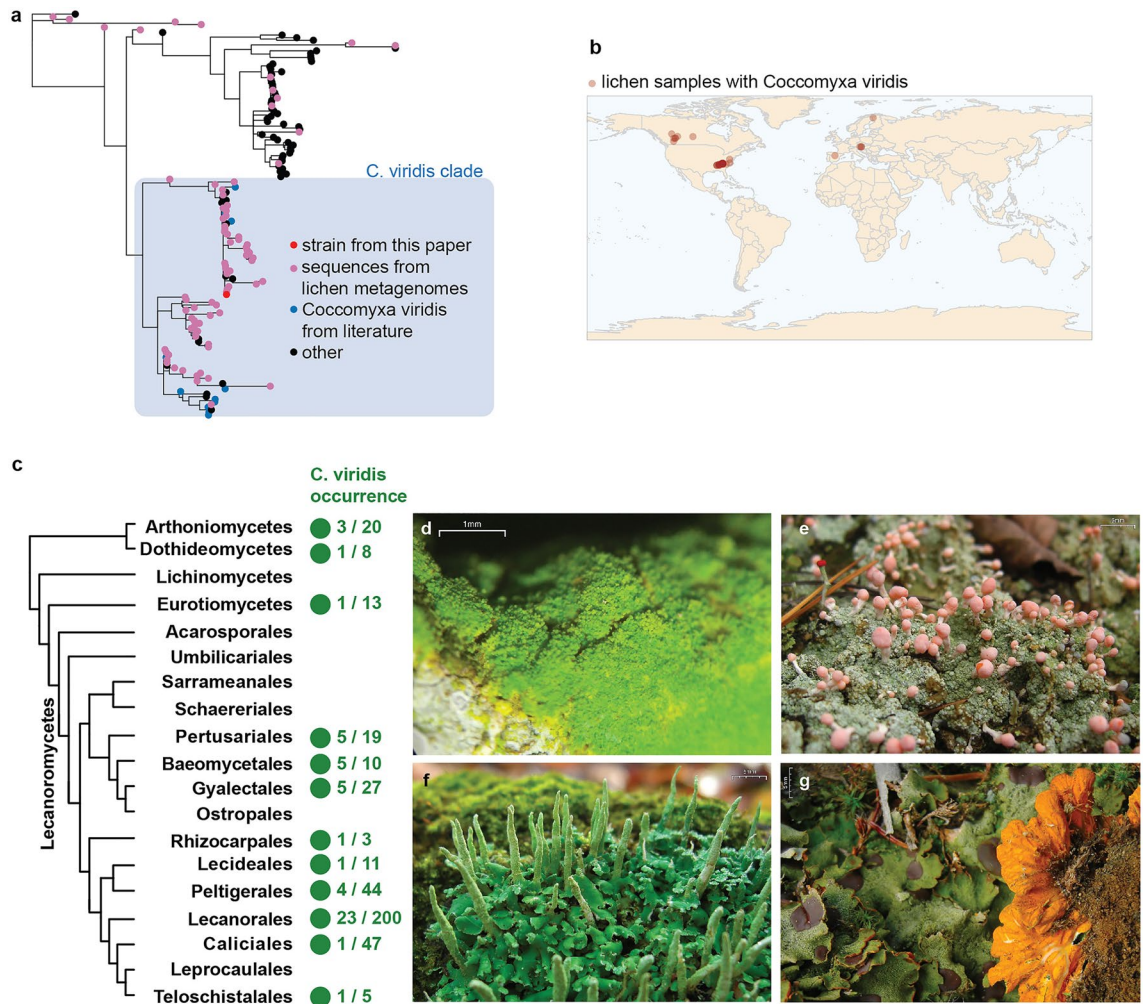 a
C. viridis clade
strain from this paper
sequences from
lichen metagenomes
Coccomyxa viridis
from literature
other
b
lichen samples with Coccomyxa viridis
c
C. viridis
occurrence
Arthoniomycetes 3 / 20
Dothideomycetes 1 / 8
Lichinomycetes
Eurotiomycetes 1 / 13
Acarosporales
Umbilicariales
Sarrameanales
Schaereriales
Pertusariales 5 / 19
Baeomycetales 5 / 10
Gyalectales 5 / 27
Ostropales
Rhizocarpales 1 / 3
Lecideales 1 / 11
Peltigerales 4 / 44
Lecanorales 23 / 200
Caliciales 1 / 47
Leprocaulales
Teloschistales 1 / 5
Lecanoromycetes
d
1mm
e
f
g